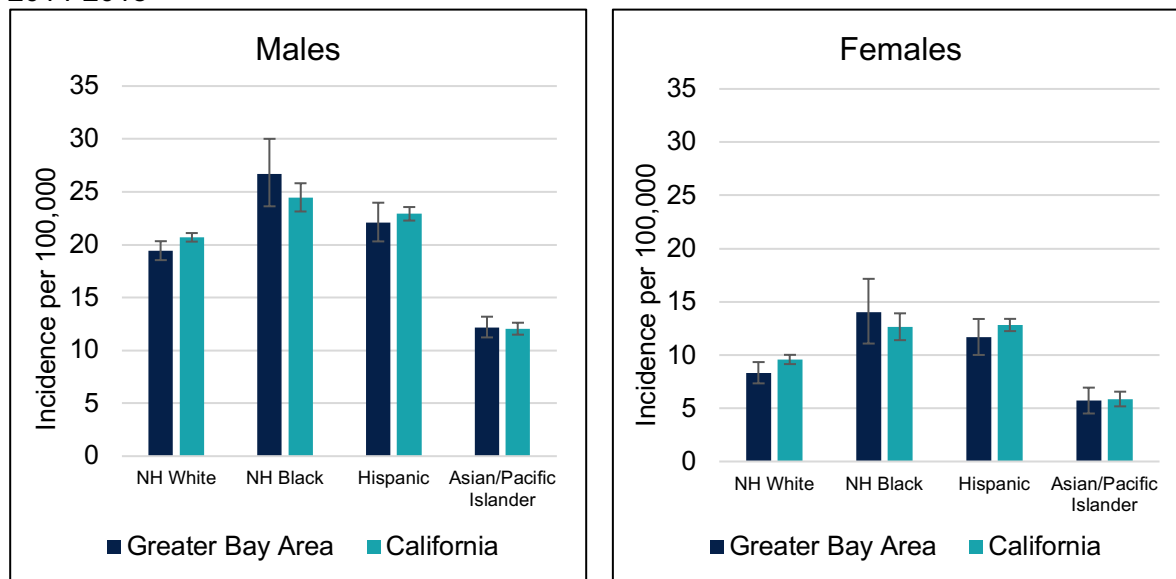 Males
35
30
25
20
15
10
5
0
Incidence per 100,000
NH White NH Black Hispanic Asian/Pacific
Islander
Greater Bay Area California
Females
35
30
25
20
15
10
5
0
Incidence per 100,000
NH White NH Black Hispanic Asian/Pacific
Islander
Greater Bay Area California